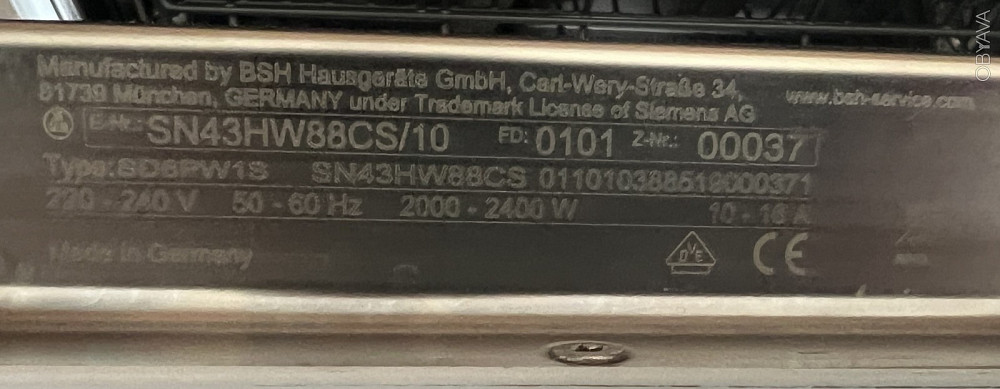 Manufactured by BSH Hausgeräte GmbH, Carl-Wery-Straße 34,
81739 München, GERMANY under Trademark License of Siemens AG
www.bsh-service.com
E-Nr.: SN43HW88CS/10 FD: 0101 Z-Nr.: 00037
Type: SD6PW1S SN43HW88CS 011010388519000371
220 - 240 V 50 - 60 Hz 2000 - 2400 W 10 - 16 A
Made in Germany
DVE CE
OBYAVA